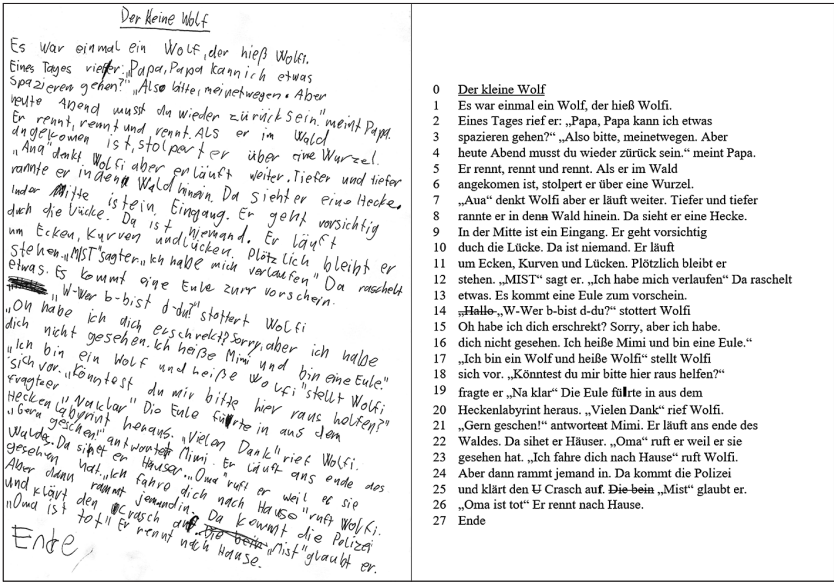 Der kleine Wolf
Es war einmal ein Wolf, der hieß Wolfi.
Eines Tages rief er: „Papa, Papa kann ich etwas
spazieren gehen?“ „Also bitte, meinetwegen. Aber
heute Abend musst du wieder zurück sein.“ meint Papa.
Er rennt, rennt und rennt. Als er im Wald
angekomen ist, stolpert er über eine Wurzel.
„Aua“ denkt Wolfi aber er läuft weiter. Tiefer und tiefer
rannte er in denn Wald hinein. Da sieht er eine Hecke.
In der Mitte ist ein Eingang. Er geht vorsichtig
duch die Lücke. Da ist niemand. Er läuft
um Ecken, Kurven und Lücken. Plötzlich bleibt er
stehen. „MIST“ sagt er. „Ich habe mich verlaufen“ Da raschelt
etwas. Es kommt eine Eule zum vorschein.
„W-Wer b-bist d-du?“ stottert Wolfi
„Oh habe ich dich erschrekt? Sorry, aber ich habe
dich nicht gesehen. Ich heiße Mimi und bin eine Eule.“
„Ich bin ein Wolf und heiße Wolfi“ stellt Wolfi
sich vor. „Könntest du mir bitte hier raus helfen?“
fragte er „Na klar“ Die Eule fürte in aus dem
Heckenlabyrint heraus. „Vielen Dank“ rief Wolfi.
„Gern geschen!“ antwortet Mimi. Er läuft ans ende des
Waldes. Da sihet er Häuser. „Oma“ ruft er weil er sie
gesehen hat. „Ich fahre dich nach Hause“ ruft Wolfi.
Aber dann rammt jemand in. Da kommt die Polizei
und klärt den Crasch auf. Die bein „Mist“ glaubt er.
„Oma ist tot“ Er rennt nach Hause.
Ende
0 Der kleine Wolf
1 Es war einmal ein Wolf, der hieß Wolfi.
2 Eines Tages rief er: „Papa, Papa kann ich etwas
3 spazieren gehen?“ „Also bitte, meinetwegen. Aber
4 heute Abend musst du wieder zurück sein.“ meint Papa.
5 Er rennt, rennt und rennt. Als er im Wald
6 angekomen ist, stolpert er über eine Wurzel.
7 „Aua“ denkt Wolfi aber er läuft weiter. Tiefer und tiefer
8 rannte er in denn Wald hinein. Da sieht er eine Hecke.
9 In der Mitte ist ein Eingang. Er geht vorsichtig
10 duch die Lücke. Da ist niemand. Er läuft
11 um Ecken, Kurven und Lücken. Plötzlich bleibt er
12 stehen. „MIST“ sagt er. „Ich habe mich verlaufen“ Da raschelt
13 etwas. Es kommt eine Eule zum vorschein.
14 „Hallo „W-Wer b-bist d-du?“ stottert Wolfi
15 Oh habe ich dich erschrekt? Sorry, aber ich habe.
16 dich nicht gesehen. Ich heiße Mimi und bin eine Eule.“
17 „Ich bin ein Wolf und heiße Wolfi“ stellt Wolfi
18 sich vor. „Könntest du mir bitte hier raus helfen?“
19 fragte er „Na klar“ Die Eule fürte in aus dem
20 Heckenlabyrint heraus. „Vielen Dank“ rief Wolfi.
21 „Gern geschen!“ antwortent Mimi. Er läuft ans ende des
22 Waldes. Da sihet er Häuser. „Oma“ ruft er weil er sie
23 gesehen hat. „Ich fahre dich nach Hause“ ruft Wolfi.
24 Aber dann rammt jemand in. Da kommt die Polizei
25 und klärt den U Crasch auf. Die bein „Mist“ glaubt er.
26 „Oma ist tot“ Er rennt nach Hause.
27 Ende